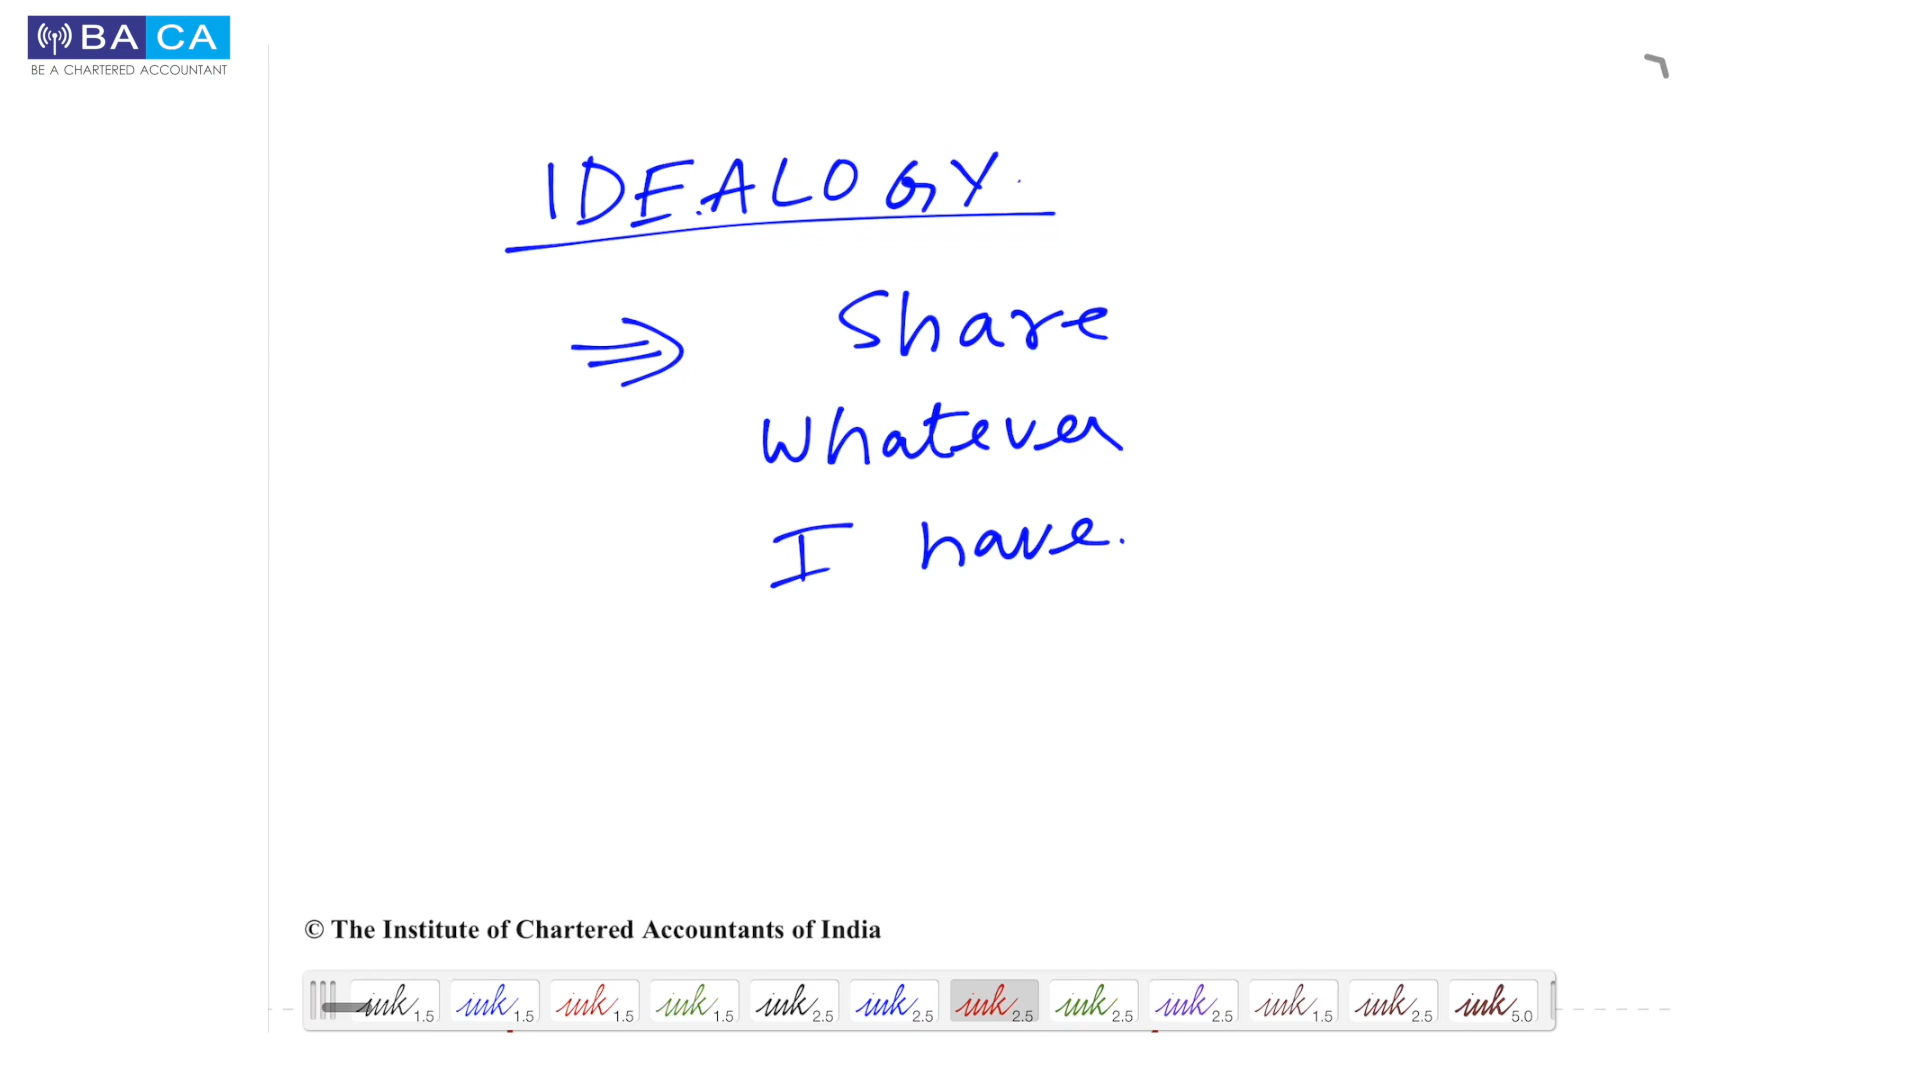 BA CA
BE A CHARTERED ACCOUNTANT
IDEALOGY.
⇒ Share
Whatever
I have.
© The Institute of Chartered Accountants of India
ink 1.5 ink 1.5 ink 1.5 ink 1.5 ink 2.5 ink 2.5 ink 2.5 ink 2.5 ink 2.5 ink 1.5 ink 2.5 ink 5.0